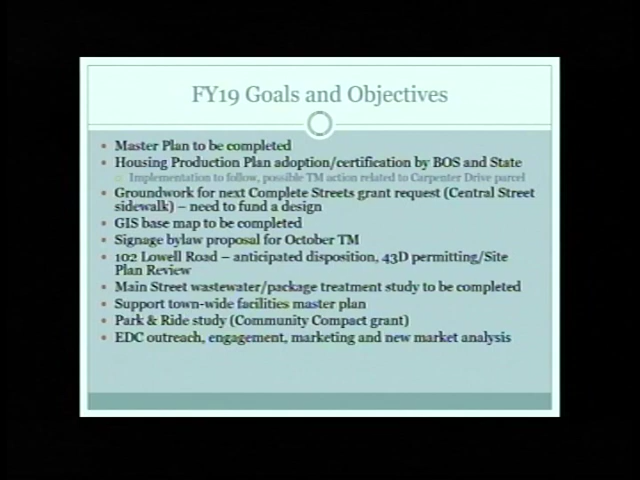 FY19 Goals and Objectives
Master Plan to be completed
Housing Production Plan adoption/certification by BOS and State
Implementation to follow, possible TM action related to Carpenter Drive parcel
Groundwork for next Complete Streets grant request (Central Street
sidewalk) – need to fund a design
GIS base map to be completed
Signage bylaw proposal for October TM
102 Lowell Road – anticipated disposition, 43D permitting/Site
Plan Review
Main Street wastewater/package treatment study to be completed
Support town-wide facilities master plan
Park & Ride study (Community Compact grant)
EDC outreach, engagement, marketing and new market analysis